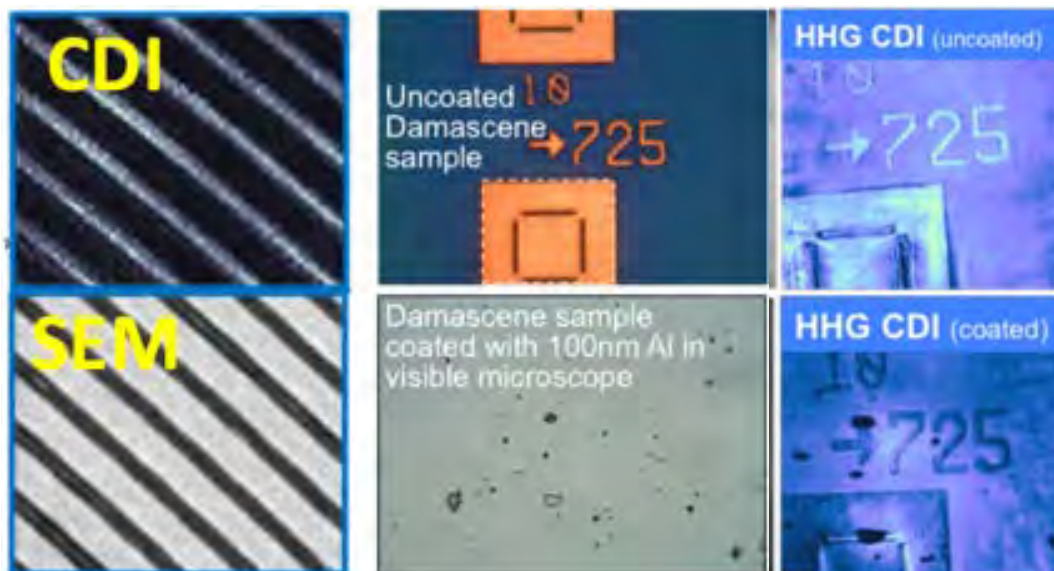 CDI
Uncoated 10
Damascene
sample →725
HHG CDI (uncoated)
10
→725
SEM
Damascene sample
coated with 100nm Al in
visible microscope
HHG CDI (coated)
10
→725